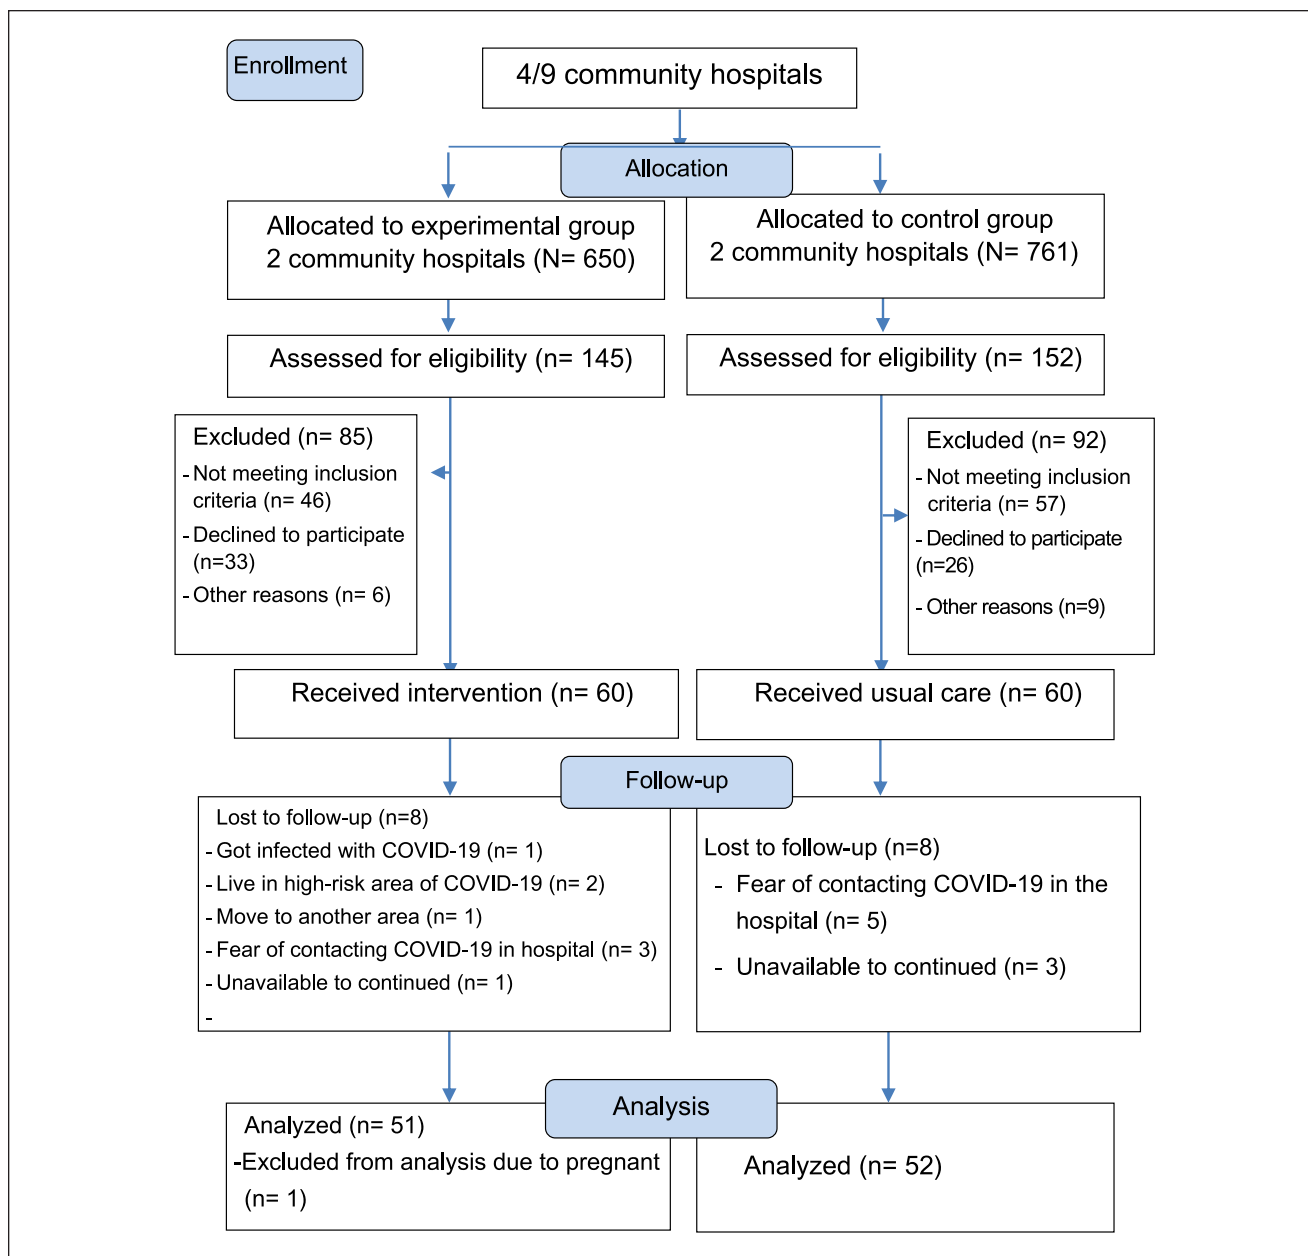 Enrollment
4/9 community hospitals
Allocation
Allocated to experimental group
2 community hospitals (N= 650)
Allocated to control group
2 community hospitals (N= 761)
Assessed for eligibility (n= 145)
Assessed for eligibility (n= 152)
Excluded (n= 85)
- Not meeting inclusion
criteria (n= 46)
- Declined to participate
(n=33)
- Other reasons (n= 6)
Excluded (n= 92)
- Not meeting inclusion
criteria (n= 57)
- Declined to participate
(n=26)
- Other reasons (n=9)
Received intervention (n= 60)
Received usual care (n= 60)
Follow-up
Lost to follow-up (n=8)
- Got infected with COVID-19 (n= 1)
- Live in high-risk area of COVID-19 (n= 2)
- Move to another area (n= 1)
- Fear of contacting COVID-19 in hospital (n= 3)
- Unavailable to continued (n= 1)
-
Lost to follow-up (n=8)
- Fear of contacting COVID-19 in the
hospital (n= 5)
- Unavailable to continued (n= 3)
Analysis
Analyzed (n= 51)
-Excluded from analysis due to pregnant
(n= 1)
Analyzed (n= 52)